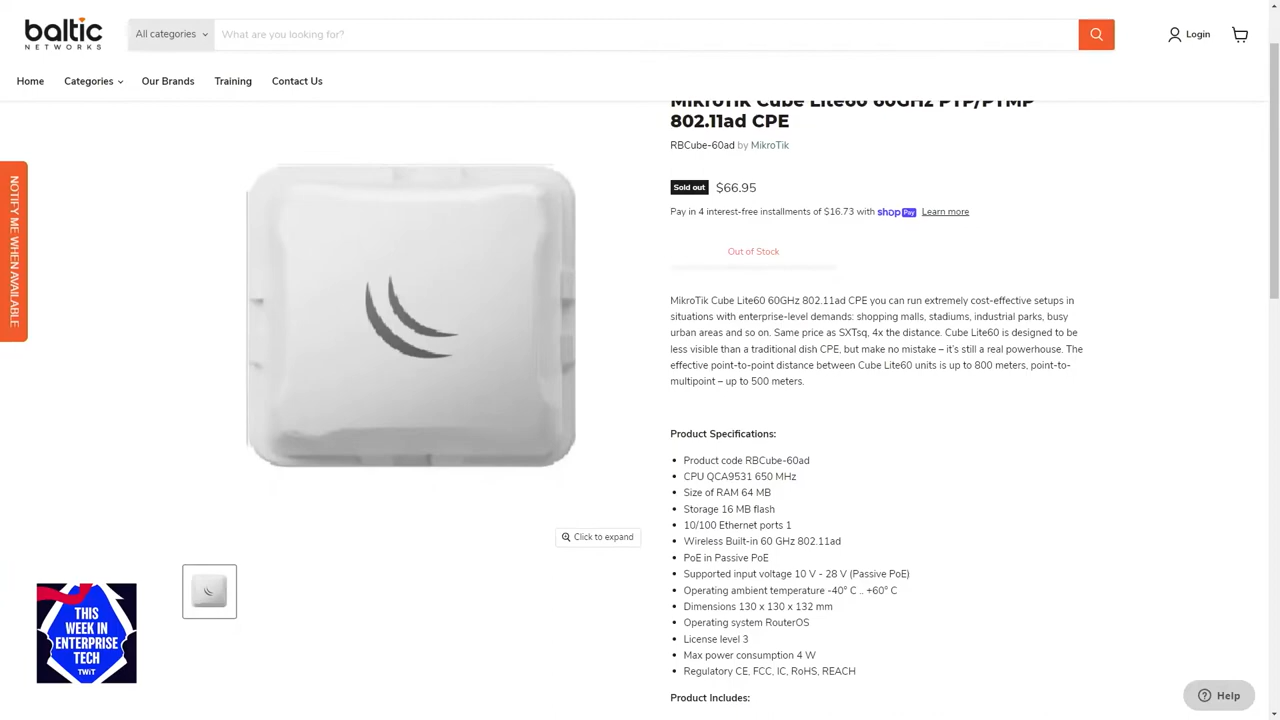 baltic
NETWORKS
All categories
What are you looking for?
Login
Home
Categories
Our Brands
Training
Contact Us
NOTIFY ME WHEN AVAILABLE
MikroTik Cube Lite60 60GHz PTP/PTMP
802.11ad CPE
RBCube-60ad by MikroTik
Sold out $66.95
Pay in 4 interest-free installments of $16.73 with shop Pay Learn more
Out of Stock
MikroTik Cube Lite60 60GHz 802.11ad CPE you can run extremely cost-effective setups in
situations with enterprise-level demands: shopping malls, stadiums, industrial parks, busy
urban areas and so on. Same price as SXTsq, 4x the distance. Cube Lite60 is designed to be
less visible than a traditional dish CPE, but make no mistake – it's still a real powerhouse. The
effective point-to-point distance between Cube Lite60 units is up to 800 meters, point-to-
multipoint – up to 500 meters.
Product Specifications:
Product code RBCube-60ad
CPU QCA9531 650 MHz
Size of RAM 64 MB
Storage 16 MB flash
10/100 Ethernet ports 1
Wireless Built-in 60 GHz 802.11ad
PoE in Passive PoE
Supported input voltage 10 V - 28 V (Passive PoE)
Operating ambient temperature -40° C .. +60° C
Dimensions 130 x 130 x 132 mm
Operating system RouterOS
License level 3
Max power consumption 4 W
Regulatory CE, FCC, IC, RoHS, REACH
Product Includes:
Click to expand
THIS
WEEK IN
ENTERPRISE
TECH
TWiT
Help